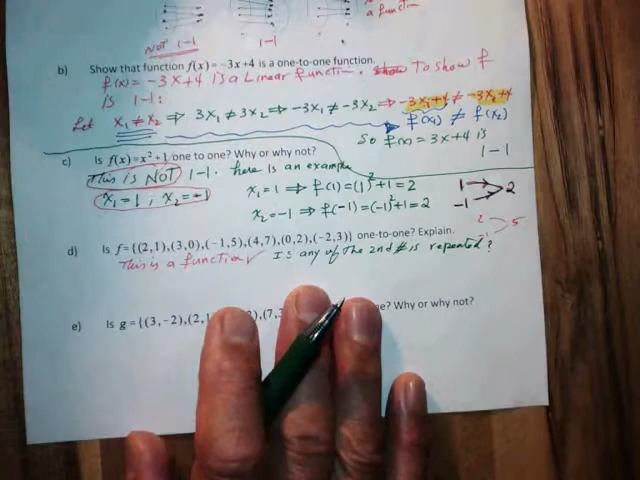 a function
NOT 1-1
1-1
b) Show that function f(x) = -3x+4 is a one-to-one function.
f(x) = -3x+4 is a Linear function. To show f
is 1-1:
Let x₁ ≠ x₂ ⇒ 3x₁ ≠ 3x₂ ⇒ -3x₁ ≠ -3x₂ ⇒ -3x₁+4 ≠ -3x₂+4
f(x₁) ≠ f(x₂)
So f(x) = 3x+4 is
1-1
c) Is f(x) = x² + 1 one to one? Why or why not?
This is NOT 1-1. here is an example
x₁ = 1, x₂ = -1
x₁ = 1 ⇒ f(1) = (1)² + 1 = 2
x₂ = -1 ⇒ f(-1) = (-1)² + 1 = 2
1 → 2
-1
2 5
d) Is f = {(2,1),(3,0),(-1,5),(4,7),(0,2),(-2,3)} one-to-one? Explain.
This is a function ✓ Is any of the 2nd # is repeated?
e) Is g = {(3,-2),(2,1 2),(7,3 ne? Why or why not?